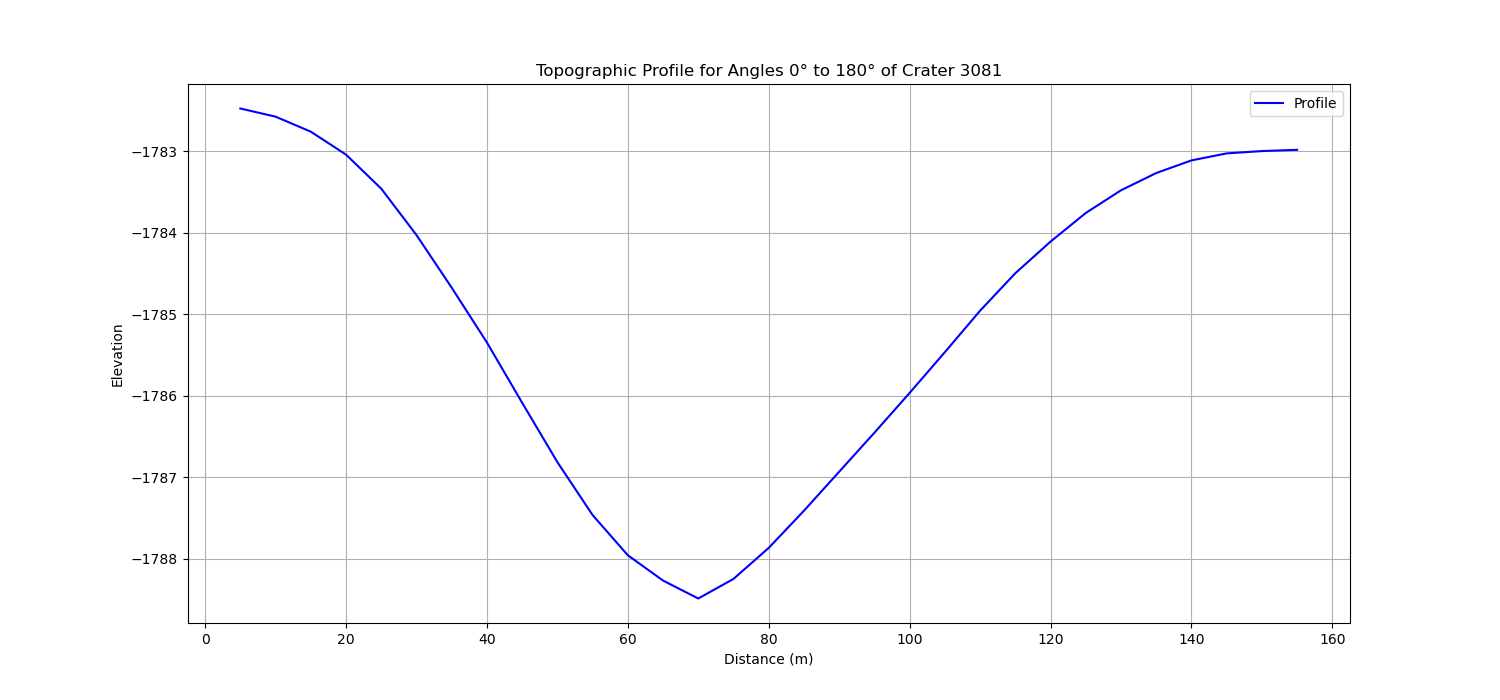 Topographic Profile for Angles 0° to 180° of Crater 3081
Profile
−1783
−1784
−1785
−1786
−1787
−1788
Elevation
0 20 40 60 80 100 120 140 160
Distance (m)